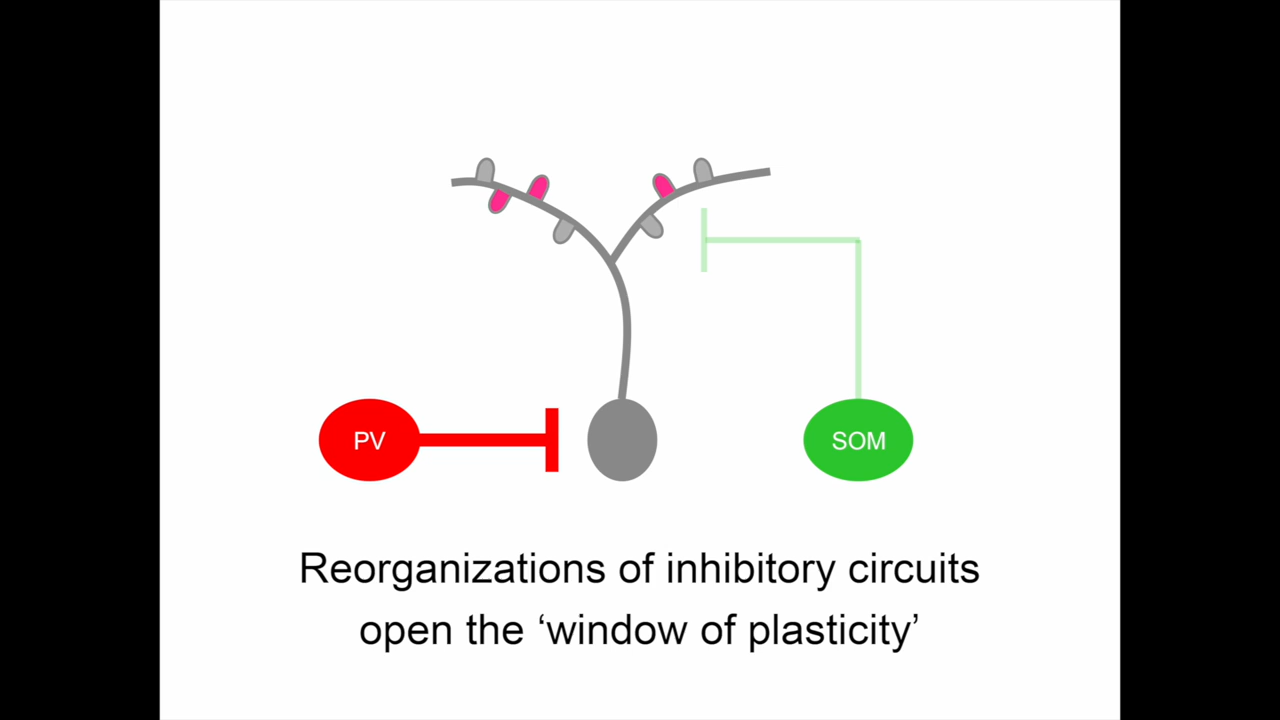 PV
SOM
Reorganizations of inhibitory circuits
open the ‘window of plasticity’